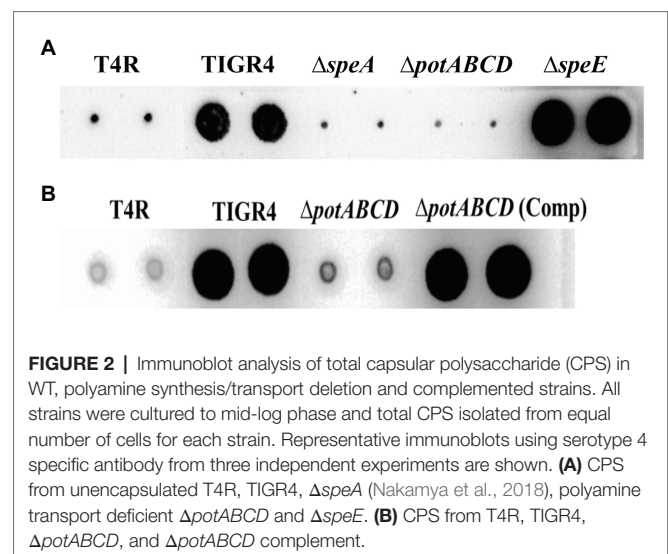 A
T4R TIGR4 ΔspeA ΔpotABCD ΔspeE
B
T4R TIGR4 ΔpotABCD ΔpotABCD (Comp)
FIGURE 2 | Immunoblot analysis of total capsular polysaccharide (CPS) in
WT, polyamine synthesis/transport deletion and complemented strains. All
strains were cultured to mid-log phase and total CPS isolated from equal
number of cells for each strain. Representative immunoblots using serotype 4
specific antibody from three independent experiments are shown. (A) CPS
from unencapsulated T4R, TIGR4, ΔspeA (Nakamya et al., 2018), polyamine
transport deficient ΔpotABCD and ΔspeE. (B) CPS from T4R, TIGR4,
ΔpotABCD, and ΔpotABCD complement.